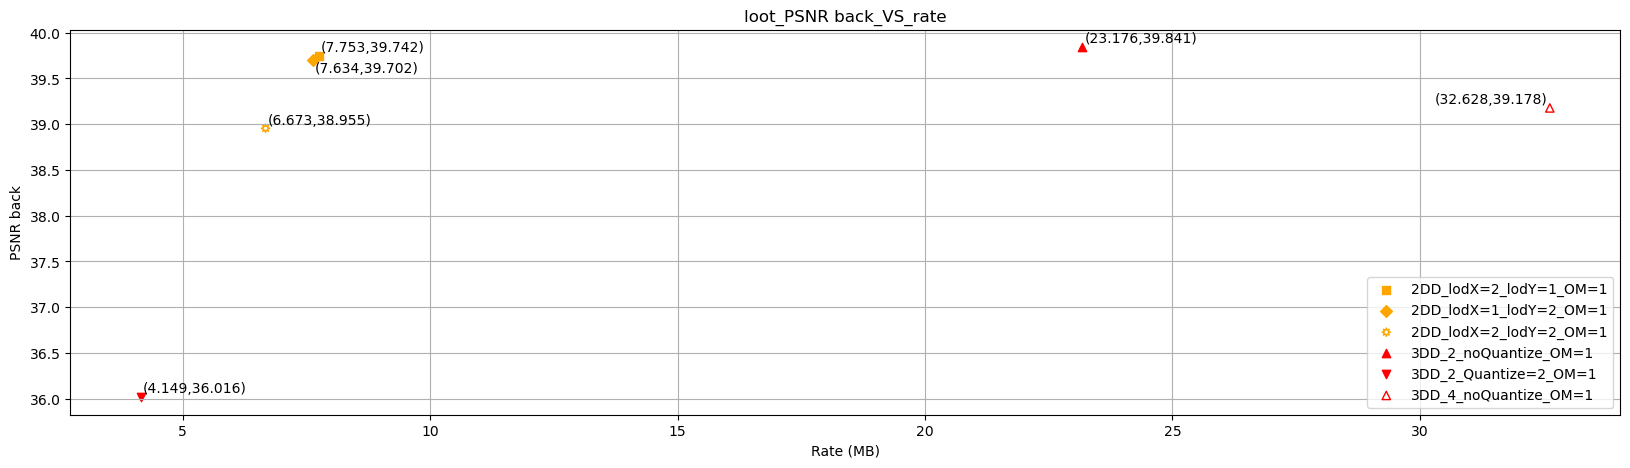 loot_PSNR back_VS_rate
40.0
39.5
39.0
38.5
38.0
37.5
37.0
36.5
36.0
PSNR back
(7.753,39.742)
(7.634,39.702)
(6.673,38.955)
(23.176,39.841)
(32.628,39.178)
(4.149,36.016)
2DD_lodX=2_lodY=1_OM=1
2DD_lodX=1_lodY=2_OM=1
2DD_lodX=2_lodY=2_OM=1
3DD_2_noQuantize_OM=1
3DD_2_Quantize=2_OM=1
3DD_4_noQuantize_OM=1
5 10 15 20 25 30
Rate (MB)